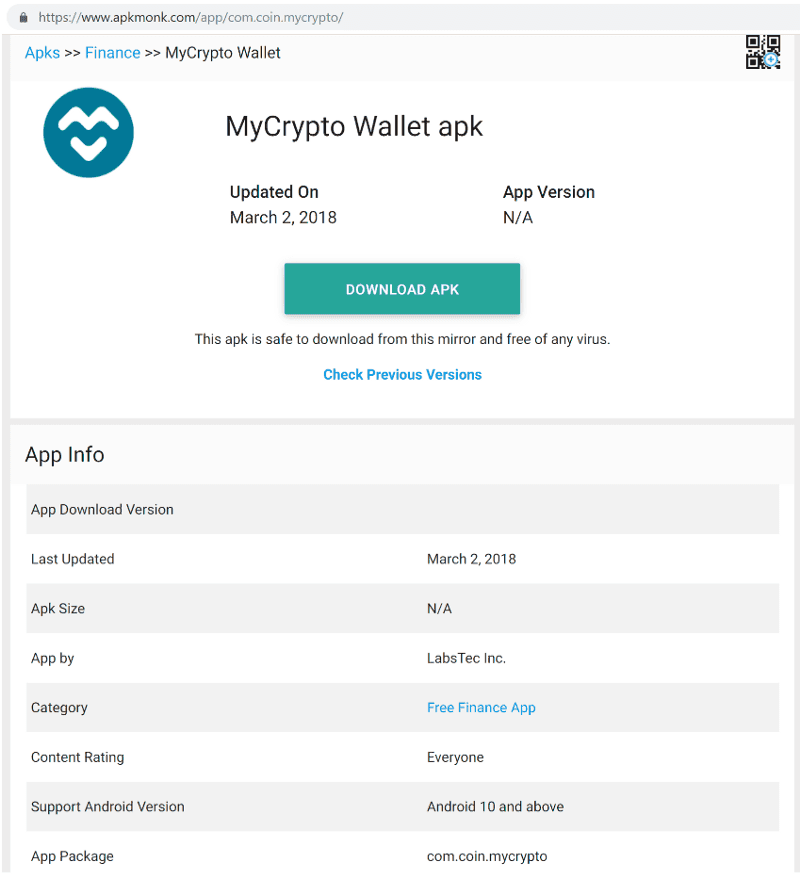 https://www.apkmonk.com/app/com.coin.mycrypto/
Apks >> Finance >> MyCrypto Wallet
MyCrypto Wallet apk
Updated On
March 2, 2018
App Version
N/A
DOWNLOAD APK
This apk is safe to download from this mirror and free of any virus.
Check Previous Versions
App Info
App Download Version
Last Updated March 2, 2018
Apk Size N/A
App by LabsTec Inc.
Category Free Finance App
Content Rating Everyone
Support Android Version Android 10 and above
App Package com.coin.mycrypto